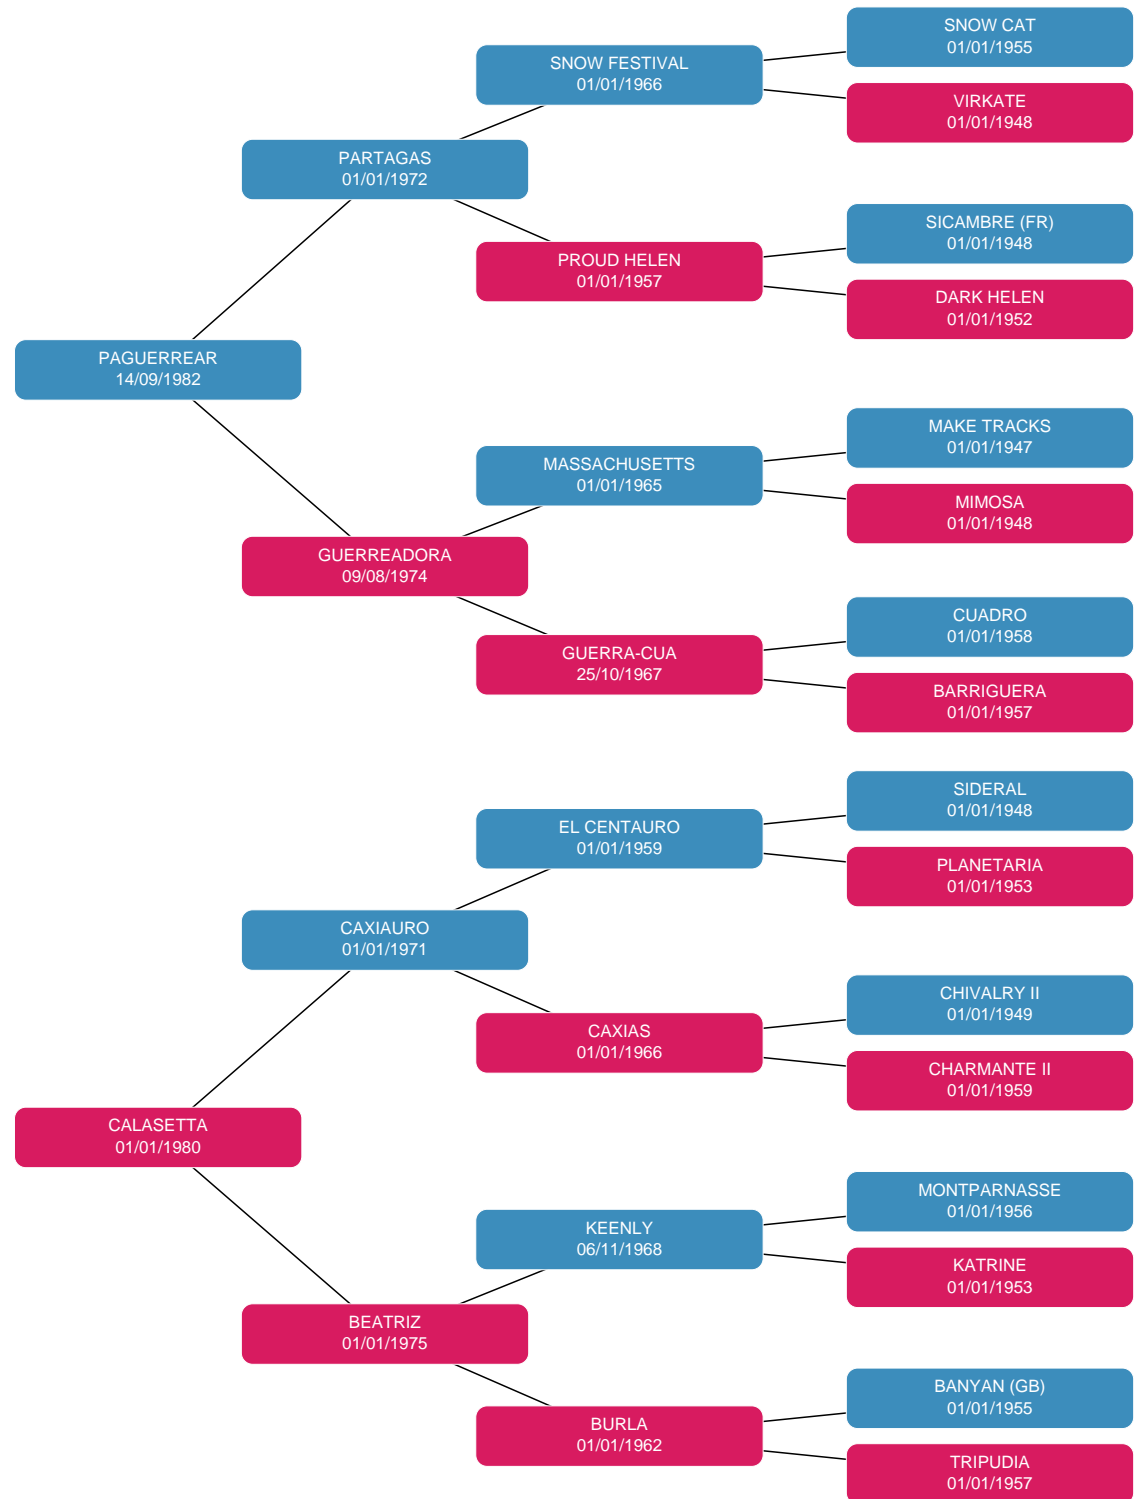 SNOW CAT
01/01/1955
SNOW FESTIVAL
01/01/1966
VIRKATE
01/01/1948
PARTAGAS
01/01/1972
SICAMBRE (FR)
01/01/1948
PROUD HELEN
01/01/1957
DARK HELEN
01/01/1952
PAGUERREAR
14/09/1982
MAKE TRACKS
01/01/1947
MASSACHUSETTS
01/01/1965
MIMOSA
01/01/1948
GUERREADORA
09/08/1974
CUADRO
01/01/1958
GUERRA-CUA
25/10/1967
BARRIGUERA
01/01/1957
SIDERAL
01/01/1948
EL CENTAURO
01/01/1959
PLANETARIA
01/01/1953
CAXIAURO
01/01/1971
CHIVALRY II
01/01/1949
CAXIAS
01/01/1966
CHARMANTE II
01/01/1959
CALASETTA
01/01/1980
MONTPARNASSE
01/01/1956
KEENLY
06/11/1968
KATRINE
01/01/1953
BEATRIZ
01/01/1975
BANYAN (GB)
01/01/1955
BURLA
01/01/1962
TRIPUDIA
01/01/1957